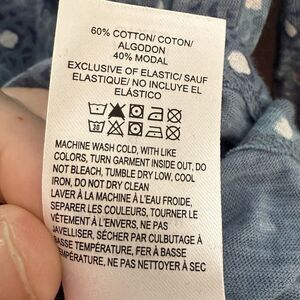 60% COTTON/ COTON/
ALGODON
40% MODAL
EXCLUSIVE OF ELASTIC/ SAUF
ELASTIQUE/ NO INCLUYE EL
ELÁSTICO
MACHINE WASH COLD, WITH LIKE
COLORS, TURN GARMENT INSIDE OUT, DO
NOT BLEACH, TUMBLE DRY LOW, COOL
IRON, DO NOT DRY CLEAN
LAVER À LA MACHINE À L'EAU FROIDE,
SEPARER LES COULEURS, TOURNER LE
VÊTEMENT À L'ENVERS, NE PAS
JAVELLISER, SÉCHER PAR CULBUTAGE À
BASSE TEMPÉRATURE, FER À BASSE
TEMPÉRATURE, NE PAS NETTOYER À SEC